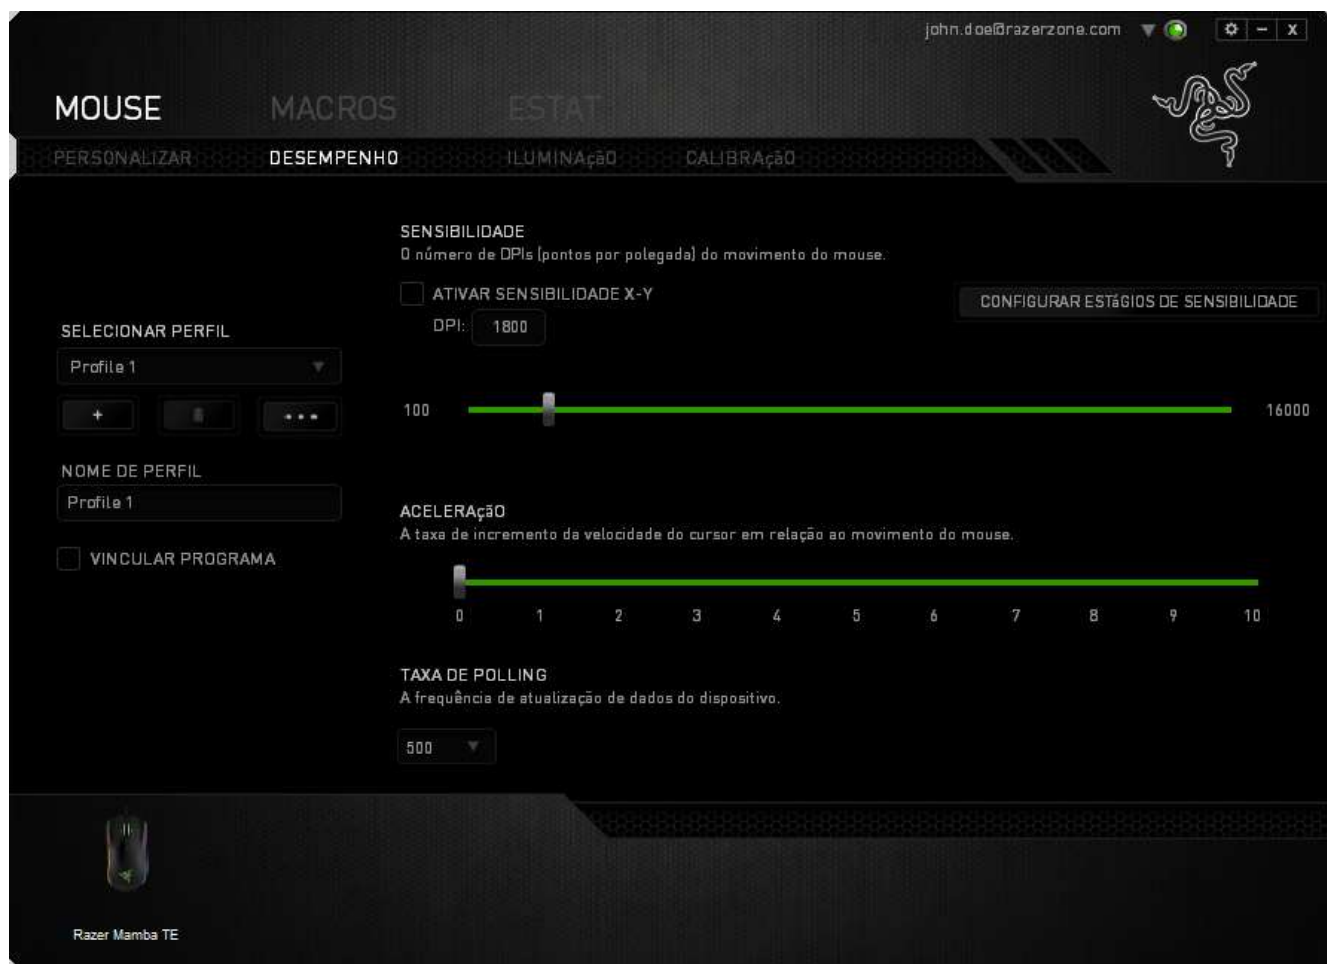 john.doe@razerzone.com
MOUSE MACROS ESTAT
PERSONALIZAR DESEMPENHO ILUMINAçãO CALIBRAçãO
SENSIBILIDADE
O número de DPIs (pontos por polegada) do movimento do mouse.
ATIVAR SENSIBILIDADE X-Y
CONFIGURAR ESTáGIOS DE SENSIBILIDADE
DPI: 1800
SELECIONAR PERFIL
Profile 1
100 16000
NOME DE PERFIL
Profile 1
VINCULAR PROGRAMA
ACELERAçãO
A taxa de incremento da velocidade do cursor em relação ao movimento do mouse.
0 1 2 3 4 5 6 7 8 9 10
TAXA DE POLLING
A frequência de atualização de dados do dispositivo.
500
Razer Mamba TE